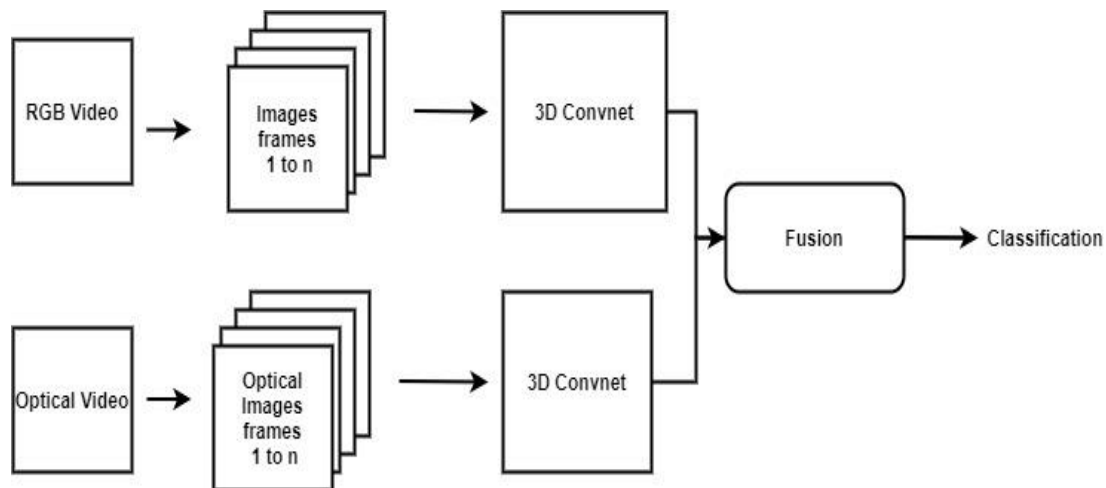 RGB Video
Images
frames
1 to n
3D Convnet
Fusion
Classification
Optical Video
Optical
Images
frames
1 to n
3D Convnet